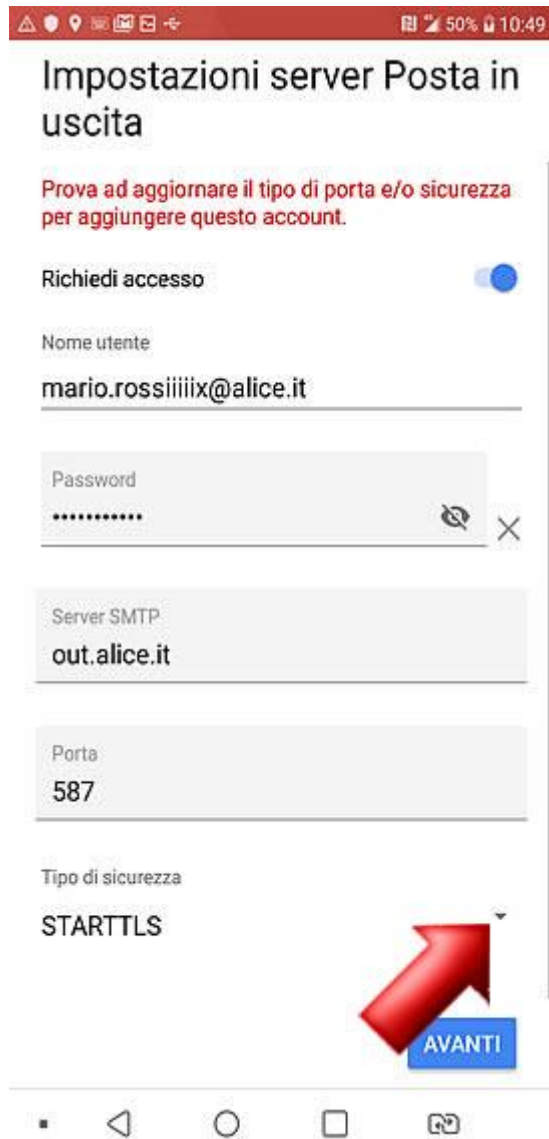 50% 10:49
Impostazioni server Posta in
uscita
Prova ad aggiornare il tipo di porta e/o sicurezza
per aggiungere questo account.
Richiedi accesso
Nome utente
mario.rossiiiiix@alice.it
Password
•••••••••••
Server SMTP
out.alice.it
Porta
587
Tipo di sicurezza
STARTTLS
AVANTI